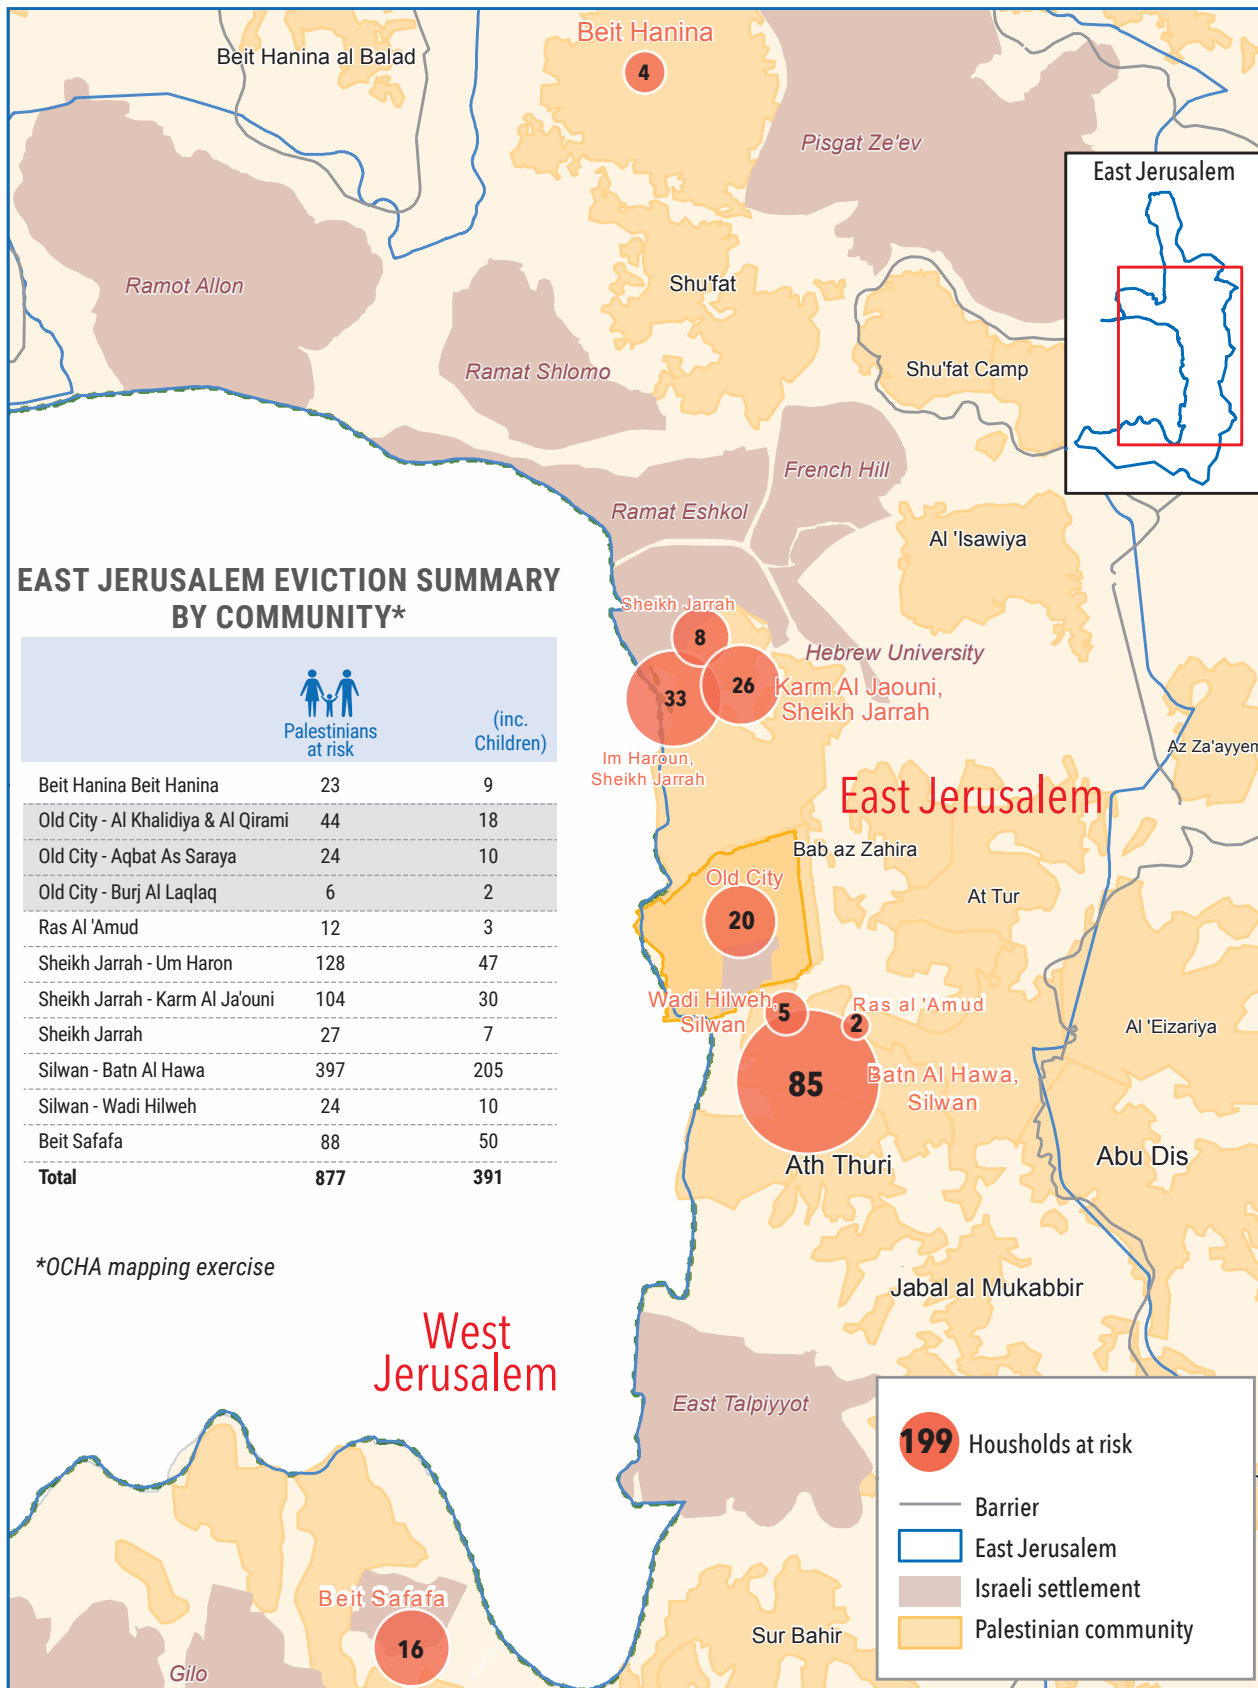 Beit Hanina
4
Beit Hanina al Balad
Pisgat Ze'ev
East Jerusalem
Ramot Allon
Shu'fat
Ramat Shlomo
Shu'fat Camp
French Hill
Ramat Eshkol
Al 'Isawiya
EAST JERUSALEM EVICTION SUMMARY
BY COMMUNITY*
Palestinians
at risk
(inc.
Children)
Beit Hanina Beit Hanina 23 9
Old City - Al Khalidiya & Al Qirami 44 18
Old City - Aqbat As Saraya 24 10
Old City - Burj Al Laqlaq 6 2
Ras Al 'Amud 12 3
Sheikh Jarrah - Um Haron 128 47
Sheikh Jarrah - Karm Al Ja'ouni 104 30
Sheikh Jarrah 27 7
Silwan - Batn Al Hawa 397 205
Silwan - Wadi Hilweh 24 10
Beit Safafa 88 50
Total 877 391
*OCHA mapping exercise
Sheikh Jarrah
8
Hebrew University
33
26
Karm Al Jaouni,
Sheikh Jarrah
Im Haroun,
Sheikh Jarrah
Az Za'ayyem
East Jerusalem
Bab az Zahira
Old City
20
At Tur
Wadi Hilweh,
Silwan
5
Ras al 'Amud
2
Al 'Eizariya
85
Batn Al Hawa,
Silwan
Ath Thuri
Abu Dis
Jabal al Mukabbir
West
Jerusalem
East Talpiyyot
Beit Safafa
16
Gilo
Sur Bahir
199 Housholds at risk
Barrier
East Jerusalem
Israeli settlement
Palestinian community